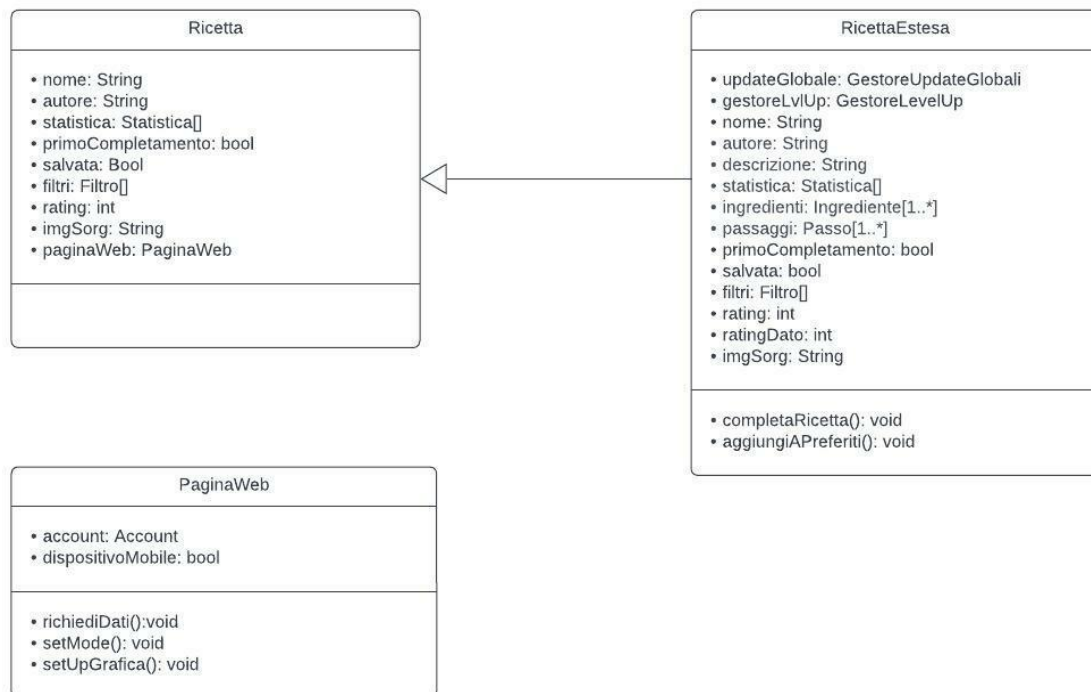 Ricetta
• nome: String
• autore: String
• statistica: Statistica[]
• primoCompletamento: bool
• salvata: Bool
• filtri: Filtro[]
• rating: int
• imgSorg: String
• paginaWeb: PaginaWeb
RicettaEstesa
• updateGlobale: GestoreUpdateGlobali
• gestoreLvlUp: GestoreLevelUp
• nome: String
• autore: String
• descrizione: String
• statistica: Statistica[]
• ingredienti: Ingrediente[1..*]
• passaggi: Passo[1..*]
• primoCompletamento: bool
• salvata: bool
• filtri: Filtro[]
• rating: int
• ratingDato: int
• imgSorg: String
• completaRicetta(): void
• aggiungiAPreferiti(): void
PaginaWeb
• account: Account
• dispositivoMobile: bool
• richiediDati():void
• setMode(): void
• setUpGrafica(): void